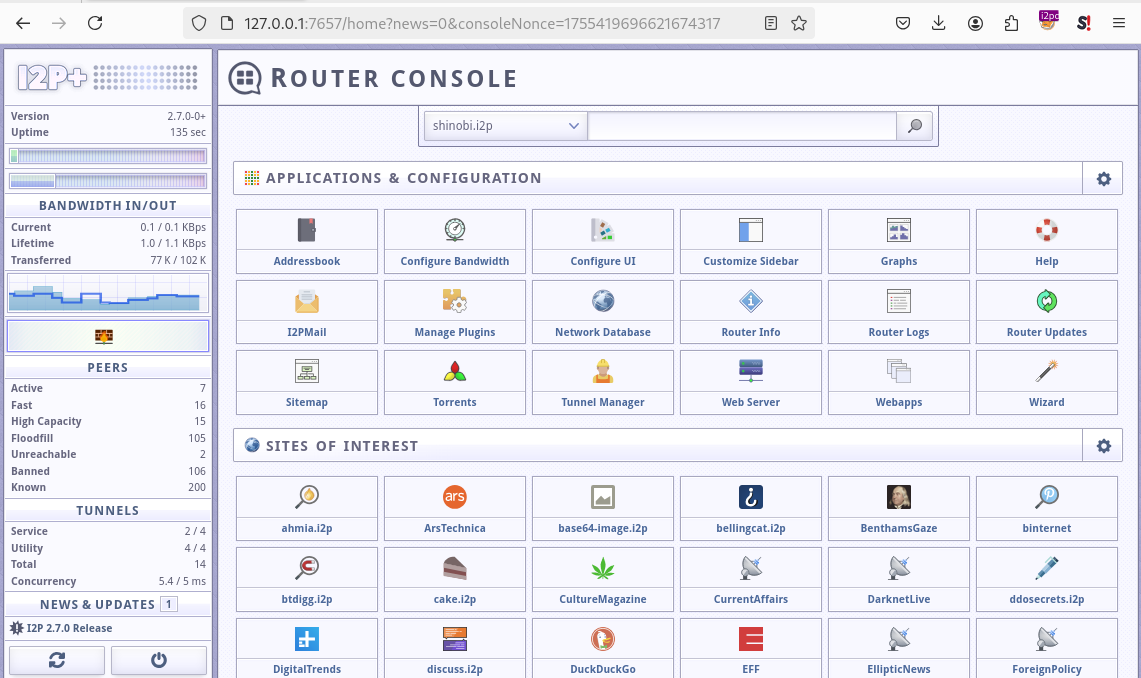 127.0.0.1:7657/home?news=0&consoleNonce=1755419696621674317
i2pc
S!
I2P+
Version 2.7.0-0+
Uptime 135 sec
BANDWIDTH IN/OUT
Current 0.1 / 0.1 KBps
Lifetime 1.0 / 1.1 KBps
Transferred 77 K / 102 K
PEERS
Active 7
Fast 16
High Capacity 15
Floodfill 105
Unreachable 2
Banned 106
Known 200
TUNNELS
Service 2 / 4
Utility 4 / 4
Total 14
Concurrency 5.4 / 5 ms
NEWS & UPDATES 1
I2P 2.7.0 Release
ROUTER CONSOLE
shinobi.i2p
APPLICATIONS & CONFIGURATION
Addressbook Configure Bandwidth Configure UI Customize Sidebar Graphs Help
I2PMail Manage Plugins Network Database Router Info Router Logs Router Updates
Sitemap Torrents Tunnel Manager Web Server Webapps Wizard
SITES OF INTEREST
ars
ahmia.i2p ArsTechnica base64-image.i2p bellingcat.i2p BenthamsGaze binternet
btdigg.i2p cake.i2p CultureMagazine CurrentAffairs DarknetLive ddosecrets.i2p
DigitalTrends discuss.i2p DuckDuckGo EFF EllipticNews ForeignPolicy